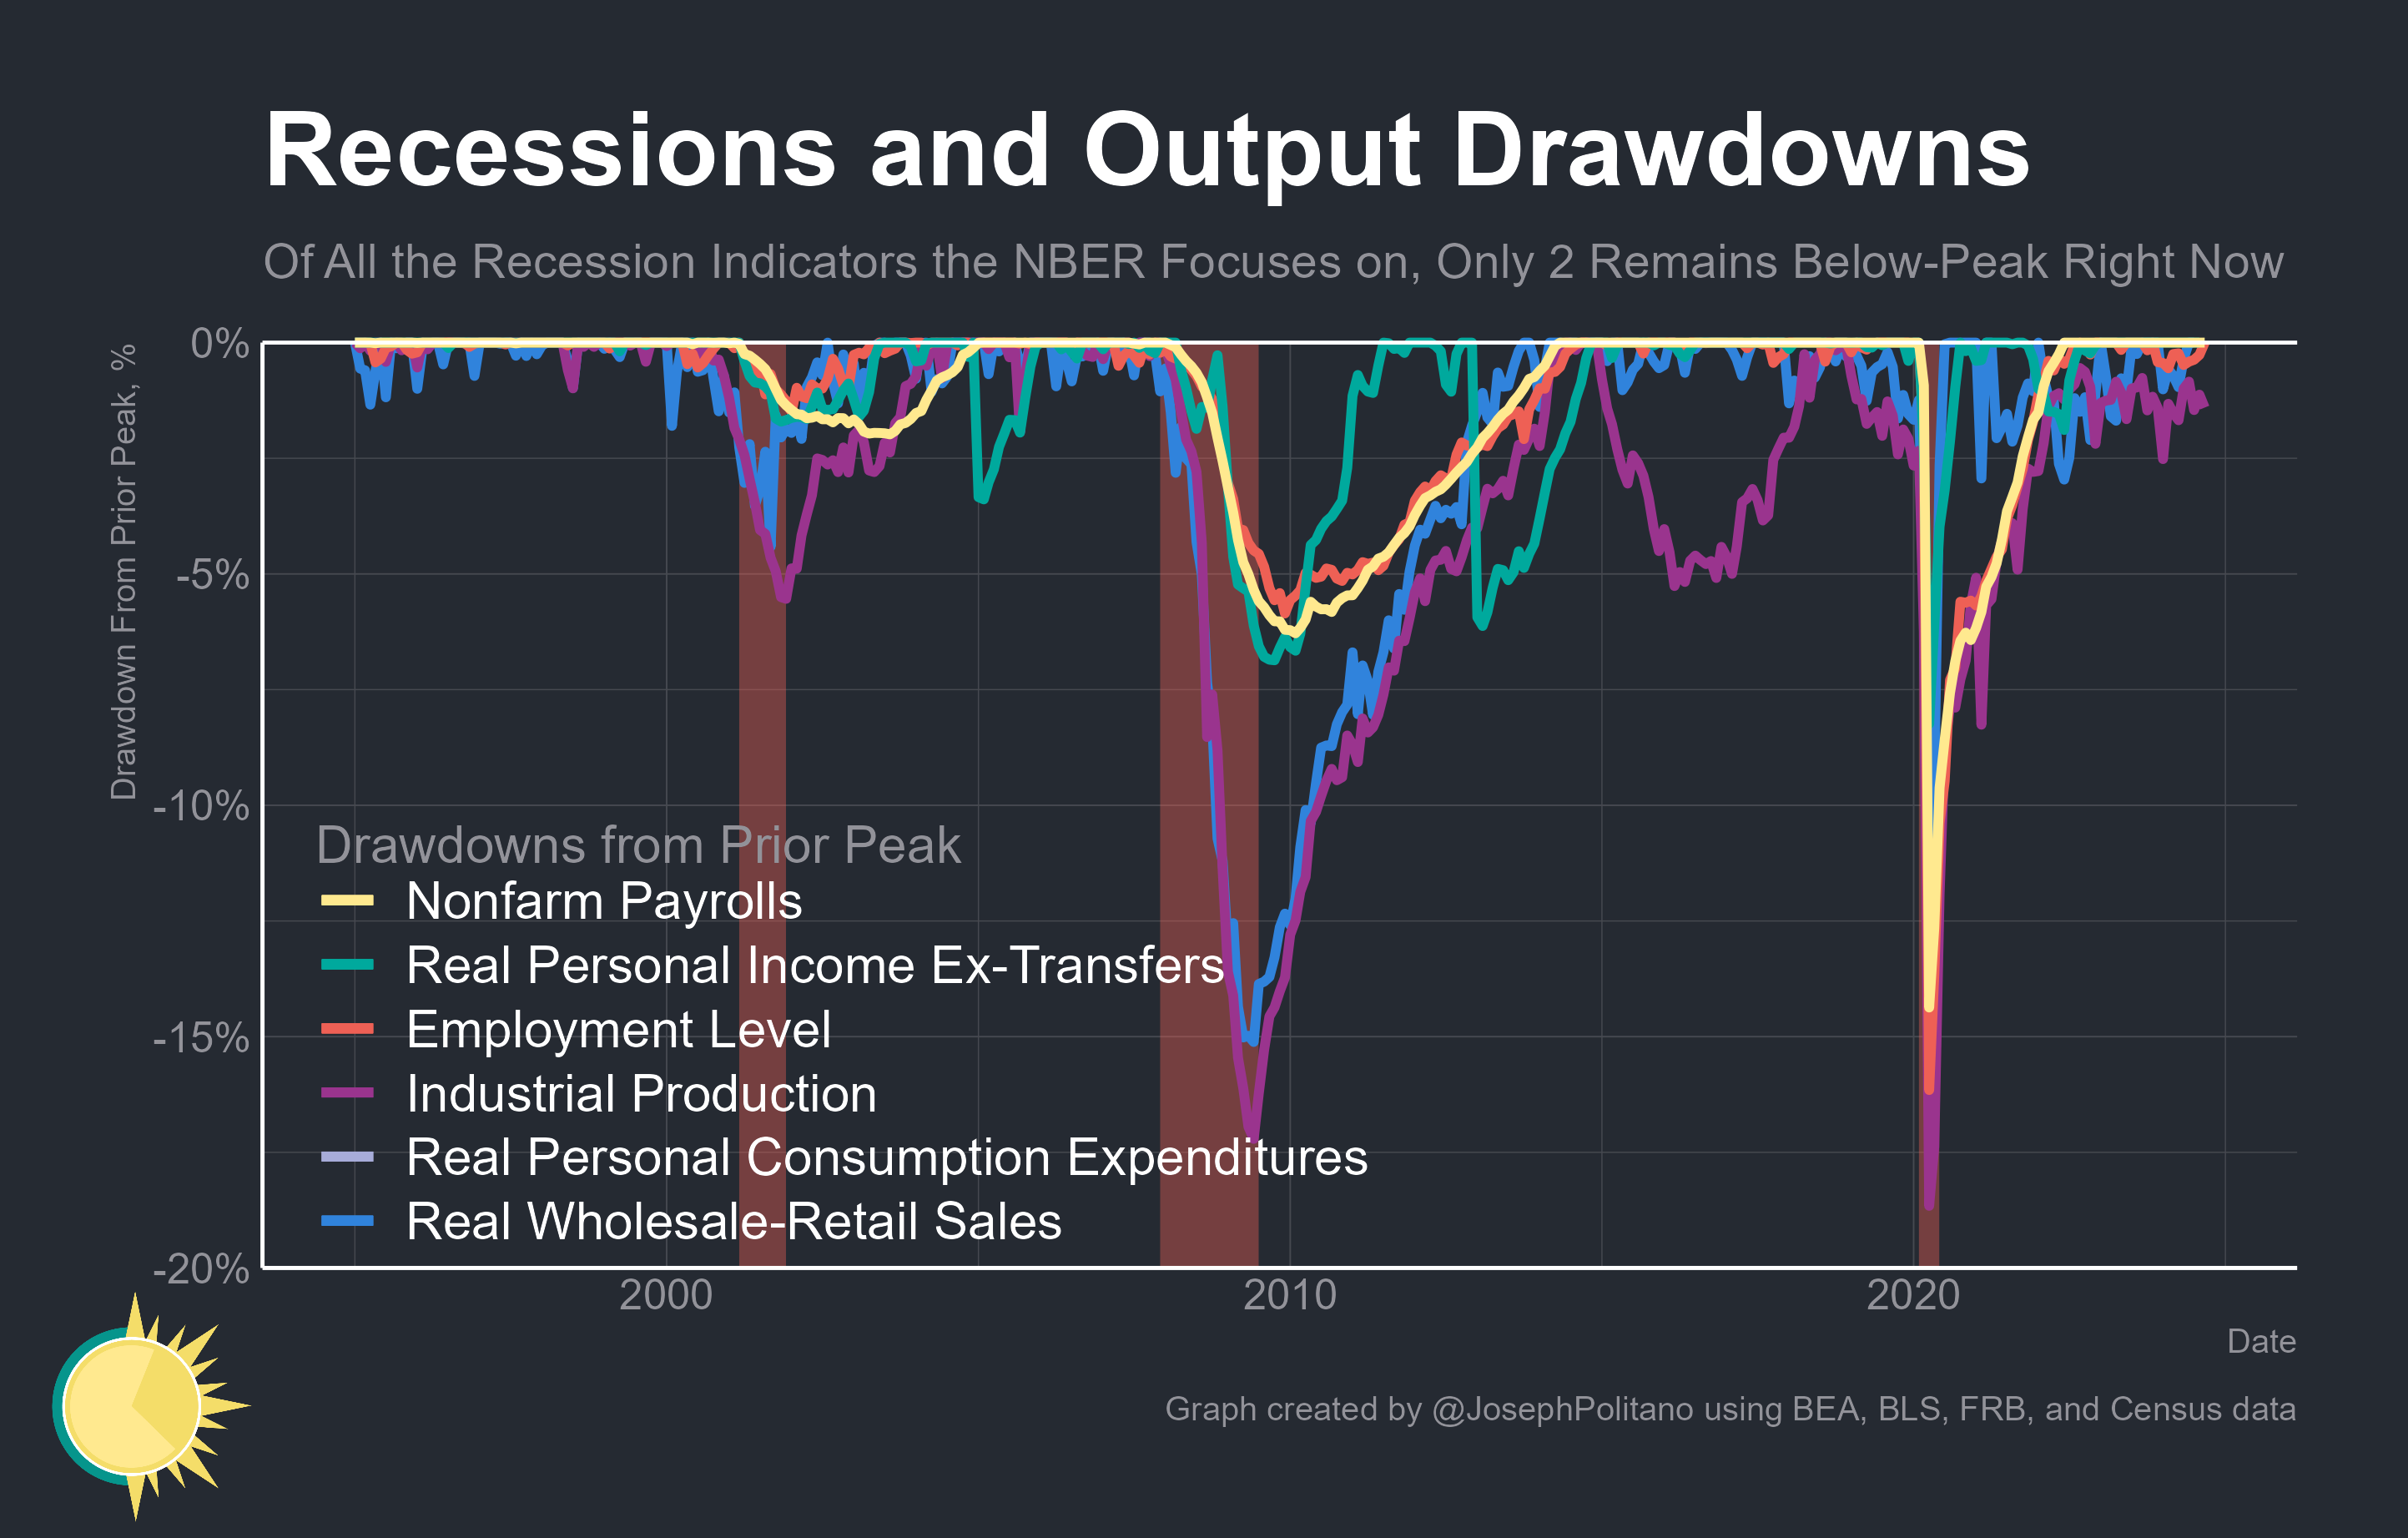 Recessions and Output Drawdowns
Of All the Recession Indicators the NBER Focuses on, Only 2 Remains Below-Peak Right Now
Drawdown From Prior Peak, %
0%
-5%
-10%
-15%
-20%
Drawdowns from Prior Peak
Nonfarm Payrolls
Real Personal Income Ex-Transfers
Employment Level
Industrial Production
Real Personal Consumption Expenditures
Real Wholesale-Retail Sales
2000
2010
2020
Date
Graph created by @JosephPolitano using BEA, BLS, FRB, and Census data